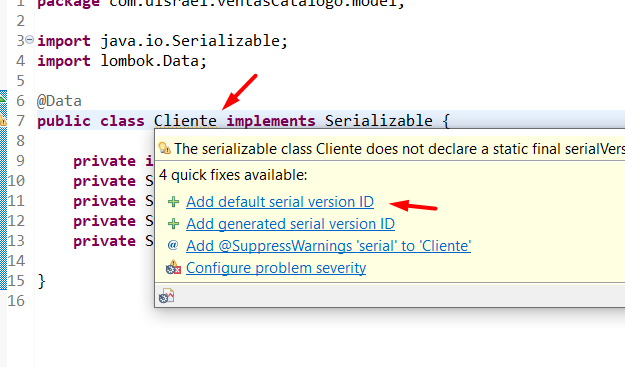 1 package com.uisrael.ventasCatalogo.model;
2
3 import java.io.Serializable;
4 import lombok.Data;
5
6 @Data
7 public class Cliente implements Serializable {
8
9 private i
10 private S
11 private S
12 private S
13 private S
14
15 }
16
The serializable class Cliente does not declare a static final serialVers
4 quick fixes available:
Add default serial version ID
Add generated serial version ID
@ Add @SuppressWarnings 'serial' to 'Cliente'
Configure problem severity